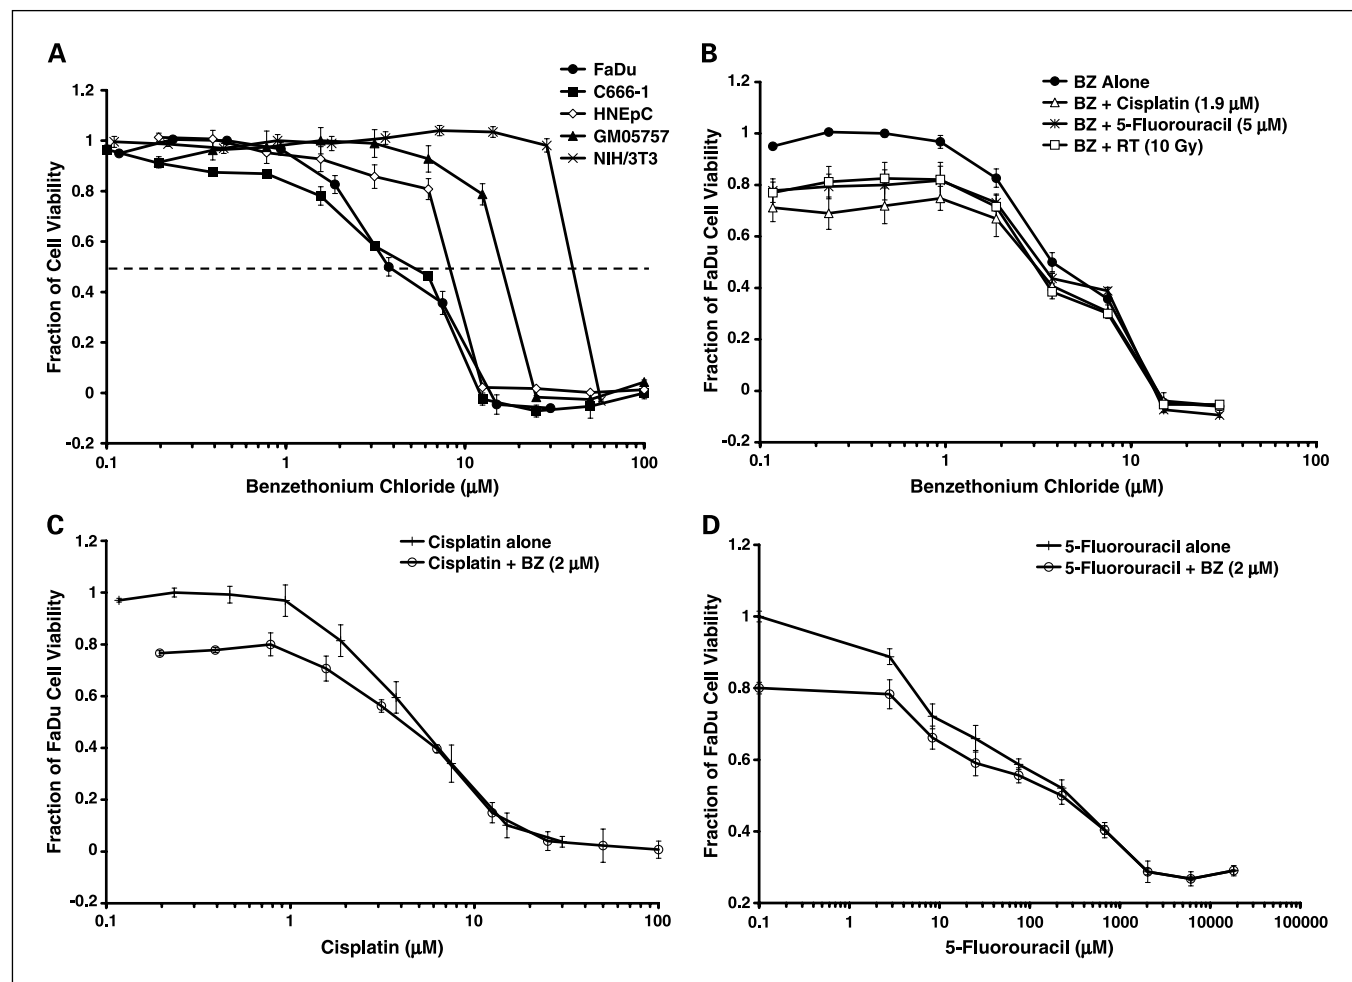 A
FaDu
C666-1
HNEpC
GM05757
NIH/3T3
1.2
1
0.8
0.6
0.4
0.2
0
-0.2
Fraction of Cell Viability
0.1
1
10
100
Benzethonium Chloride (µM)
B
BZ Alone
BZ + Cisplatin (1.9 µM)
BZ + 5-Fluorouracil (5 µM)
BZ + RT (10 Gy)
1.2
1
0.8
0.6
0.4
0.2
0
-0.2
Fraction of FaDu Cell Viability
0.1
1
10
100
Benzethonium Chloride (µM)
C
Cisplatin alone
Cisplatin + BZ (2 µM)
1.2
1
0.8
0.6
0.4
0.2
0
-0.2
Fraction of FaDu Cell Viability
0.1
1
10
100
Cisplatin (µM)
D
5-Fluorouracil alone
5-Fluorouracil + BZ (2 µM)
1.2
1
0.8
0.6
0.4
0.2
Fraction of FaDu Cell Viability
0.1
1
10
100
1000
10000
100000
5-Fluorouracil (µM)